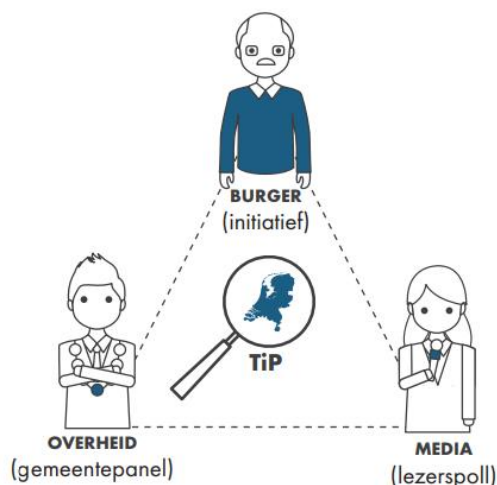 BURGER
(initiatief)
TiP
OVERHEID
(gemeentepanel)
MEDIA
(lezerspoll)